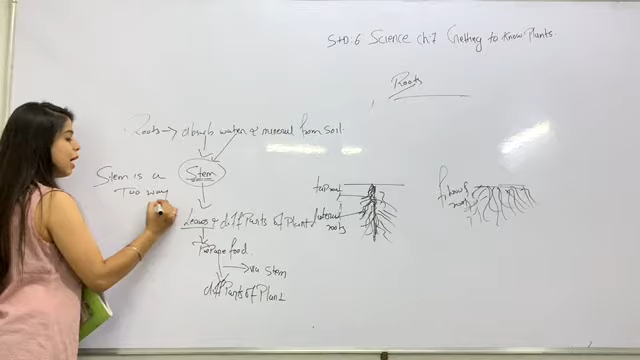 STD:6 Science ch:7 Getting to Know Plants.
Roots
Roots → absorb water & mineral from soil.
Stem is a
Two way
Stem
Leaves & diff Parts of Plant
Prepare food
→ via Stem
diff Parts of Plant
tap root
lateral
roots
fibrous
roots